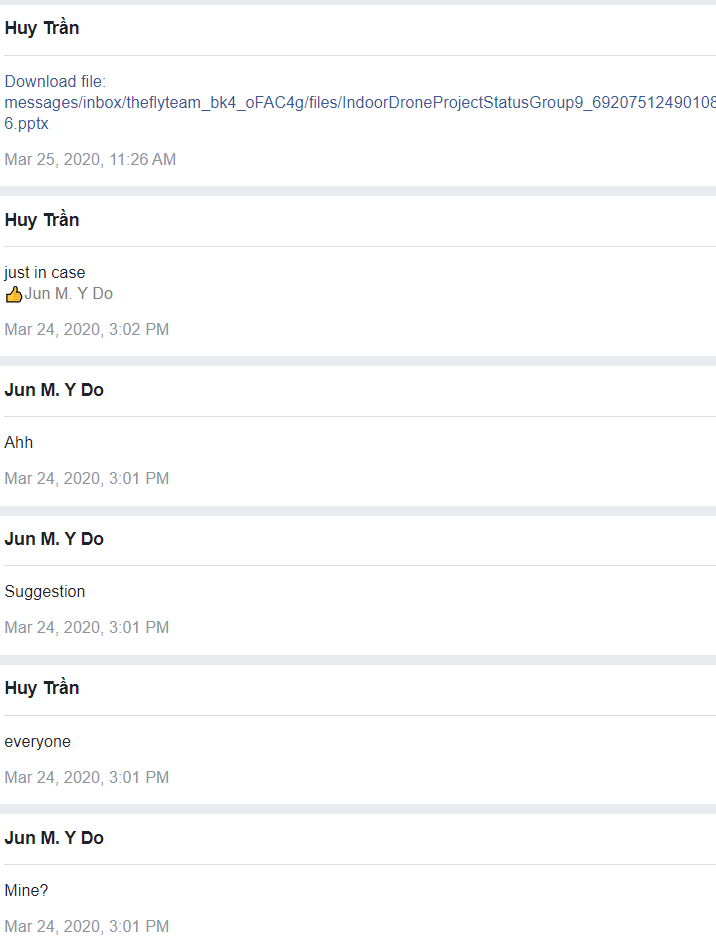 Huy Trần
Download file:
messages/inbox/theflyteam_bk4_oFAC4g/files/IndoorDroneProjectStatusGroup9_69207512490108
6.pptx
Mar 25, 2020, 11:26 AM
Huy Trần
just in case
👍Jun M. Y Do
Mar 24, 2020, 3:02 PM
Jun M. Y Do
Ahh
Mar 24, 2020, 3:01 PM
Jun M. Y Do
Suggestion
Mar 24, 2020, 3:01 PM
Huy Trần
everyone
Mar 24, 2020, 3:01 PM
Jun M. Y Do
Mine?
Mar 24, 2020, 3:01 PM